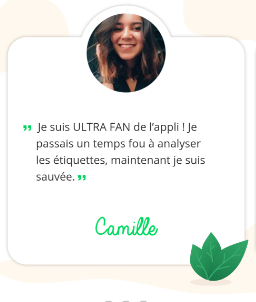 ” Je suis ULTRA FAN de l’appli ! Je
passais un temps fou à analyser
les étiquettes, maintenant je suis
sauvée. ”
Camille